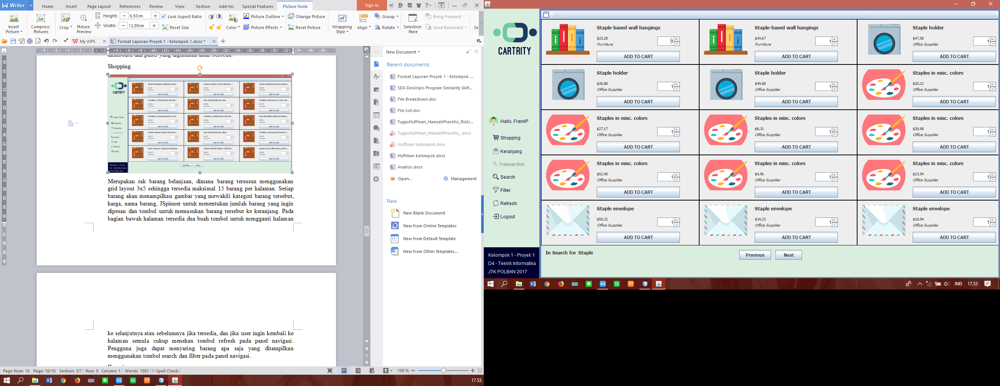 Writer
Home Insert Page Layout References Review View Section Add-Ins Special Features Picture Tools
Sign in
Insert Picture
Compress Pictures
Crop
Picture Preview
Height: 6,92cm
Width: 12,89cm
Lock Aspect Ratio
Reset Size
Color
Picture Outline
Picture Effects
Change Picture
Reset Picture
Wrapping Style
Align
Group
Rotate
Selection Pane
Bring Forward
Send Backward
Se
My WPS
Format Laporan Proyek 1 - Kelompok 1.docx *
dashboard dan panel yang digunakan akan berbeda.
Shopping
CARTRITY
Merupakan rak barang belanjaan, dimana barang tersusun menggunakan
grid layout 3x5 sehingga tersedia maksimal 15 barang per halaman. Setiap
barang akan menampilkan gambar yang mewakili kategori barang tersebut,
harga, nama barang, JSpinner untuk menentukan jumlah barang yang ingin
dipesan dan tombol untuk memasukan barang tersebut ke keranjang. Pada
bagian bawah halaman tersedia dua buah tombol untuk mengganti halaman
ke selanjutnya atau sebelumnya jika tersedia, dan jika user ingin kembali ke
halaman semula cukup menekan tombol refresh pada panel navigasi.
Pengguna juga dapat menyaring barang apa saja yang ditampilkan
menggunakan tombol search dan filter pada panel navigasi.
New Document
Recent documents
Format Laporan Proyek 1 - Kelompok ...
SDA Deskripsi Program Similarity (Alif...
File Breakdown.doc
File List.doc
TugasHuffman_HamzahPrasetio_Rizki...
TugasHuffman_HamzahPrasetio_.docx
Huffman kelompok.docx
Huffman kelompok.docx
Analisis.docx
Open... Management
New
New Blank Document
New from Online Templates
New from Default Template
New from Other Templates...
Page Num: 10 Page: 10/16 Section: 3/7 Row: 9 Column: 1 Words: 1581 Spell Check
100 %
17.53
CARTRITY
Hallo, FrankP
Shopping
Keranjang
Transaction
Search
Filter
Refresh
Logout
Kelompok 1 - Proyek 1
D4 - Teknik Informatika
JTK POLBAN 2017
Staple-based wall hangings
$23,28
Furniture
1
ADD TO CART
Staple-based wall hangings
$34,67
Furniture
1
ADD TO CART
Staple holder
$47,58
Office Supplies
1
ADD TO CART
Staple holder
$26,88
Office Supplies
1
ADD TO CART
Staple holder
$49,68
Office Supplies
1
ADD TO CART
Staples in misc. colors
$20,21
Office Supplies
1
ADD TO CART
Staples in misc. colors
$27,17
Office Supplies
1
ADD TO CART
Staples in misc. colors
$8,31
Office Supplies
1
ADD TO CART
Staples in misc. colors
$30,98
Office Supplies
1
ADD TO CART
Staples in misc. colors
$52,40
Office Supplies
1
ADD TO CART
Staples in misc. colors
$4,96
Office Supplies
1
ADD TO CART
Staples in misc. colors
$23,94
Office Supplies
1
ADD TO CART
Staple envelope
$50,32
Office Supplies
1
ADD TO CART
Staple envelope
$34,23
Office Supplies
1
ADD TO CART
Staple envelope
$10,94
Office Supplies
1
ADD TO CART
In Search for Staple
Previous Next
IND 17.53